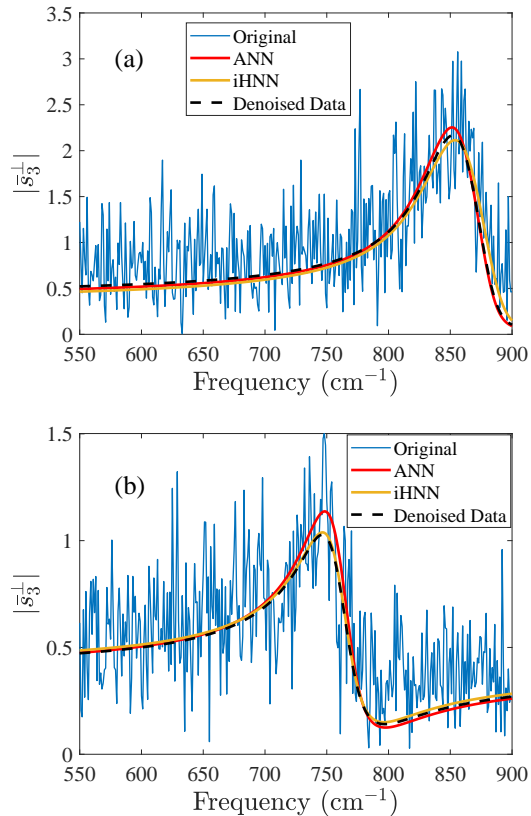 3.5
3
2.5
2
1.5
1
0.5
0
|s̄₃⊥|
(a)
Original
ANN
iHNN
Denoised Data
550 600 650 700 750 800 850 900
Frequency (cm⁻¹)
1.5
1
0.5
0
|s̄₃⊥|
(b)
Original
ANN
iHNN
Denoised Data
550 600 650 700 750 800 850 900
Frequency (cm⁻¹)